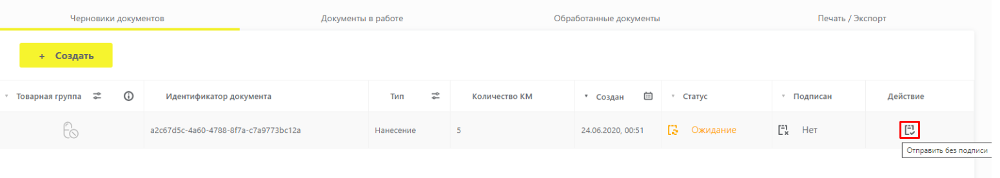 Черновики документов
Документы в работе
Обработанные документы
Печать / Экспорт
+ Создать
Товарная группа
Идентификатор документа
Тип
Количество КМ
Создан
Статус
Подписан
Действие
a2c67d5c-4a60-4788-8f7a-c7a9773bc12a
Нанесение
5
24.06.2020, 00:51
Ожидание
Нет
Отправить без подписи